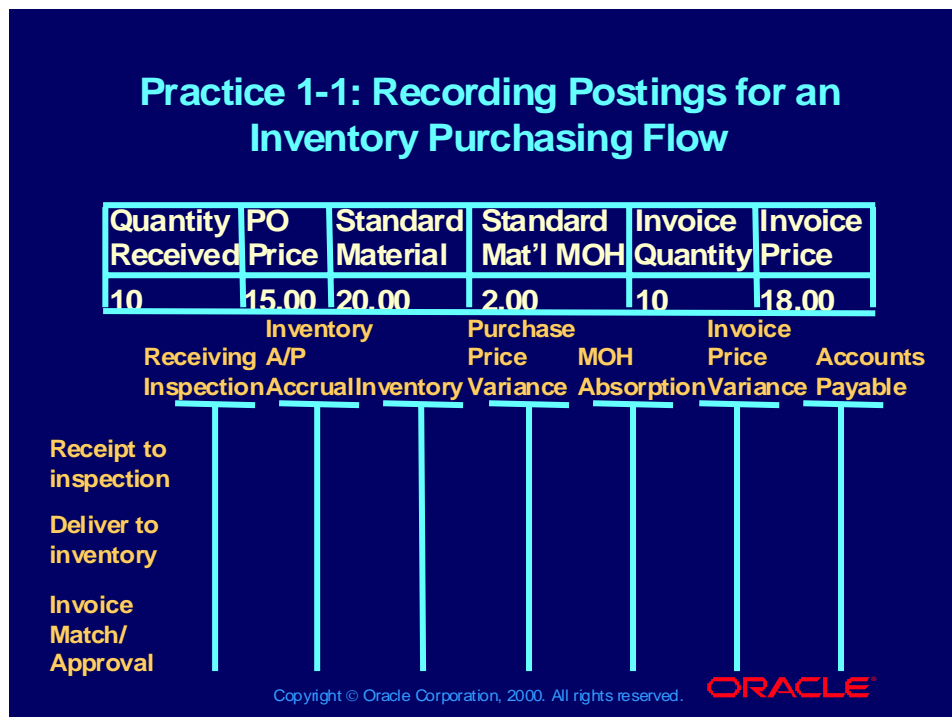 Practice 1-1: Recording Postings for an
Inventory Purchasing Flow
Quantity Received PO Price Standard Material Standard Mat'l MOH Invoice Quantity Invoice Price
10 15.00 20.00 2.00 10 18.00
Receiving Inspection Inventory A/P Accrual Inventory Purchase Price Variance MOH Absorption Invoice Price Variance Accounts Payable
Receipt to
inspection
Deliver to
inventory
Invoice
Match/
Approval
Copyright © Oracle Corporation, 2000. All rights reserved.
ORACLE®